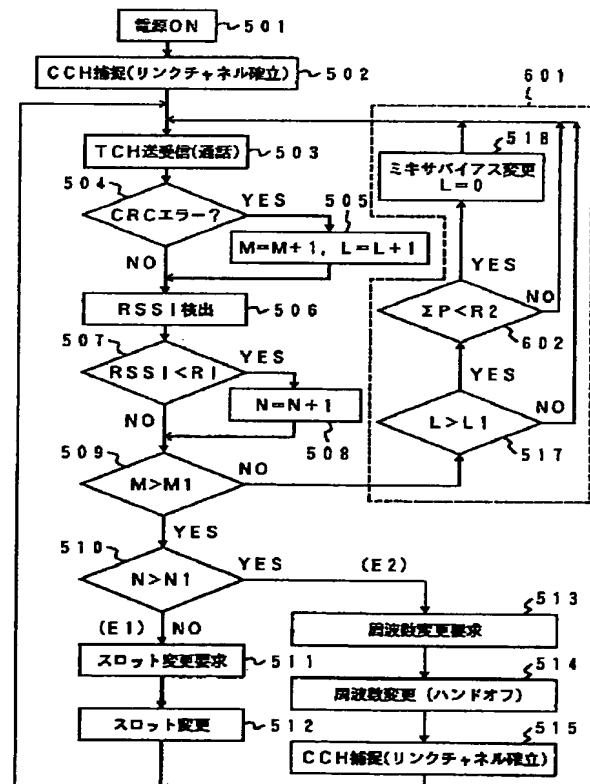 電源ON
501
CCH捕捉(リンクチャネル確立)
502
601
TCH送受信(通話)
503
518
ミキサバイアス変更
L=0
504
CRCエラー?
YES
505
M=M+1, L=L+1
NO
YES
RSSI検出
506
ΣP<R2
NO
602
507
RSSI<R1
YES
YES
N=N+1
508
NO
L>L1
NO
517
509
M>M1
NO
YES
510
N>N1
YES
(E2)
513
周波数変更要求
(E1)
NO
スロット変更要求
511
514
周波数変更(ハンドオフ)
スロット変更
512
515
CCH捕捉(リンクチャネル確立)